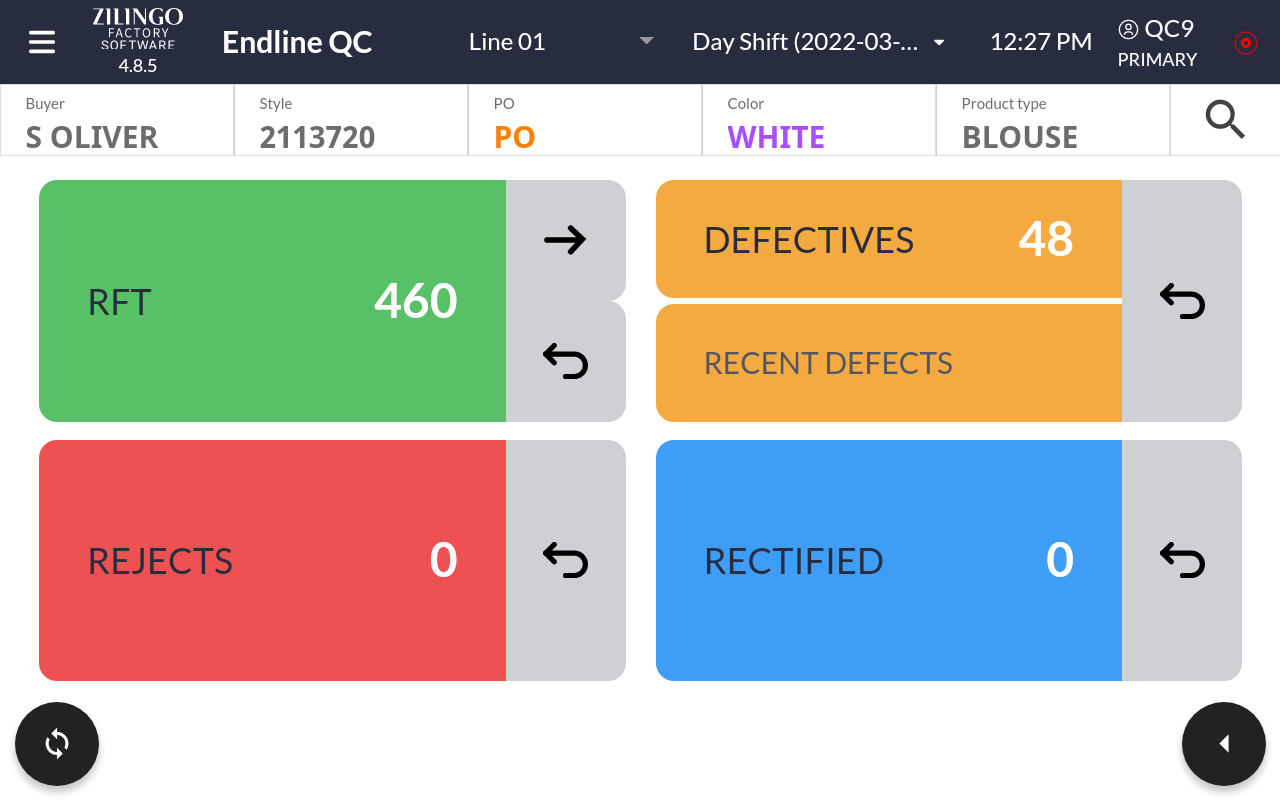 ZILINGO
FACTORY
SOFTWARE
4.8.5
Endline QC
Line 01
Day Shift (2022-03-...
12:27 PM
QC9
PRIMARY
Buyer
S OLIVER
Style
2113720
PO
PO
Color
WHITE
Product type
BLOUSE
RFT 460
DEFECTIVES 48
RECENT DEFECTS
REJECTS 0
RECTIFIED 0